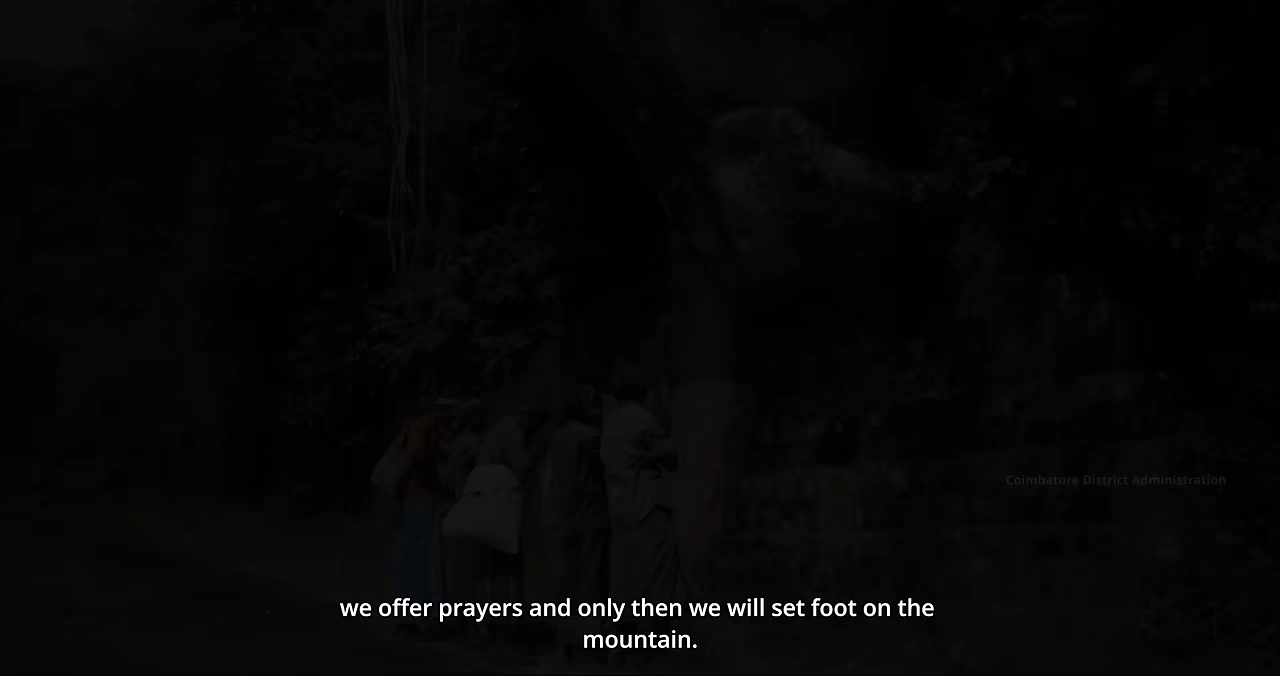 Coimbatore District Administration
we offer prayers and only then we will set foot on the
mountain.